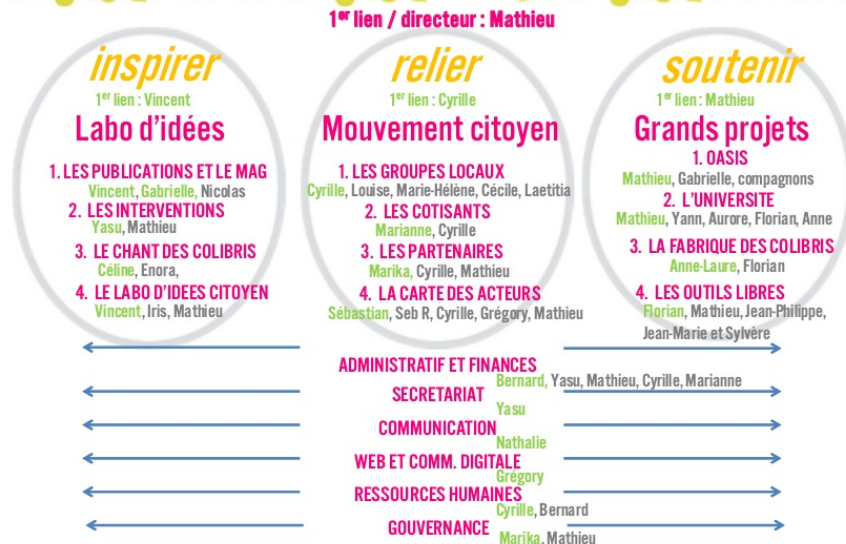 1er lien / directeur : Mathieu
inspirer
1er lien : Vincent
Labo d'idées
1. LES PUBLICATIONS ET LE MAG
Vincent, Gabrielle, Nicolas
2. LES INTERVENTIONS
Yasu, Mathieu
3. LE CHANT DES COLIBRIS
Céline, Enora,
4. LE LABO D'IDEES CITOYEN
Vincent, Iris, Mathieu
relier
1er lien : Cyrille
Mouvement citoyen
1. LES GROUPES LOCAUX
Cyrille, Louise, Marie-Hélène, Cécile, Laetitia
2. LES COTISANTS
Marianne, Cyrille
3. LES PARTENAIRES
Marika, Cyrille, Mathieu
4. LA CARTE DES ACTEURS
Sébastian, Seb R, Cyrille, Grégory, Mathieu
soutenir
1er lien : Mathieu
Grands projets
1. OASIS
Mathieu, Gabrielle, compagnons
2. L'UNIVERSITE
Mathieu, Yann, Aurore, Florian, Anne
3. LA FABRIQUE DES COLIBRIS
Anne-Laure, Florian
4. LES OUTILS LIBRES
Florian, Mathieu, Jean-Philippe,
Jean-Marie et Sylvère
ADMINISTRATIF ET FINANCES
Bernard, Yasu, Mathieu, Cyrille, Marianne
SECRETARIAT
Yasu
COMMUNICATION
Nathalie
WEB ET COMM. DIGITALE
Grégory
RESSOURCES HUMAINES
Cyrille, Bernard
GOUVERNANCE
Marika, Mathieu